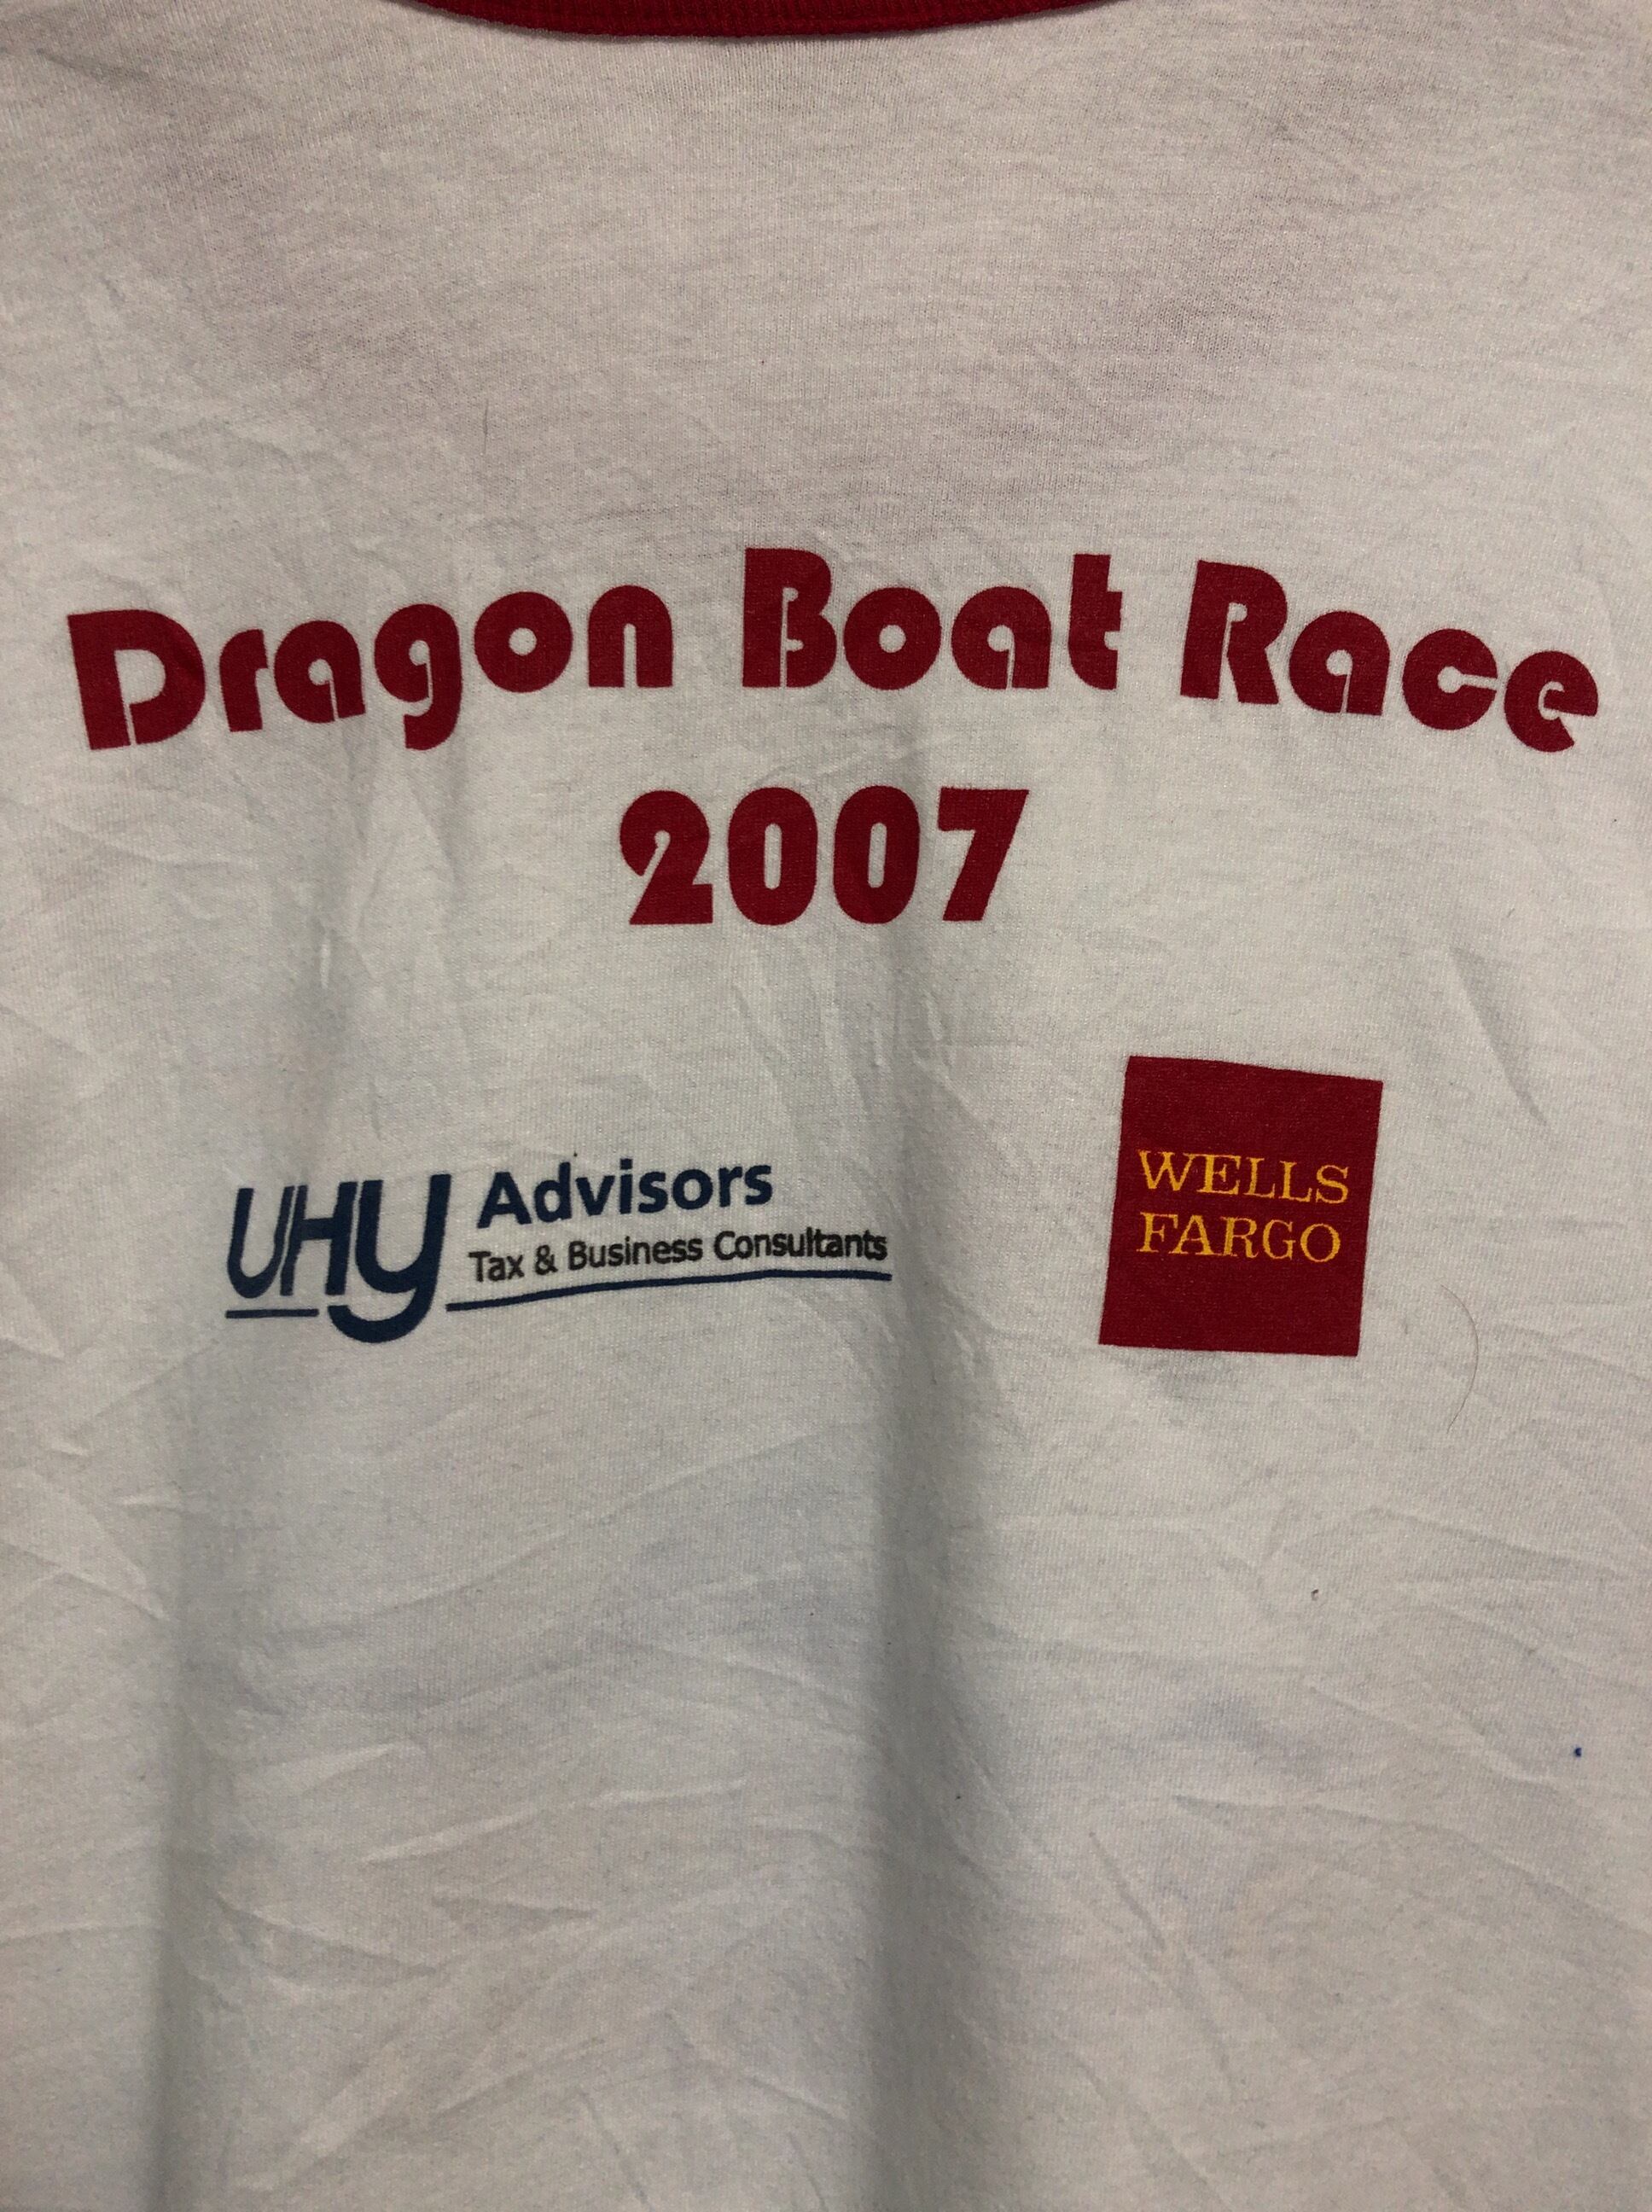 Dragon Boat Race
2007
UHY Advisors
Tax & Business Consultants
WELLS
FARGO